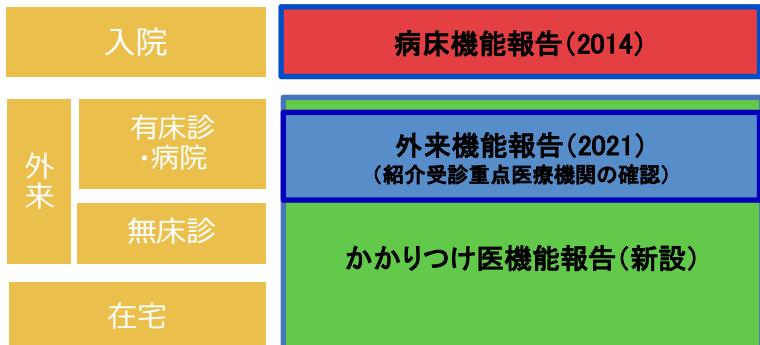 入院
病床機能報告(2014)
外来
有床診
・病院
外来機能報告(2021)
(紹介受診重点医療機関の確認)
無床診
かかりつけ医機能報告(新設)
在宅